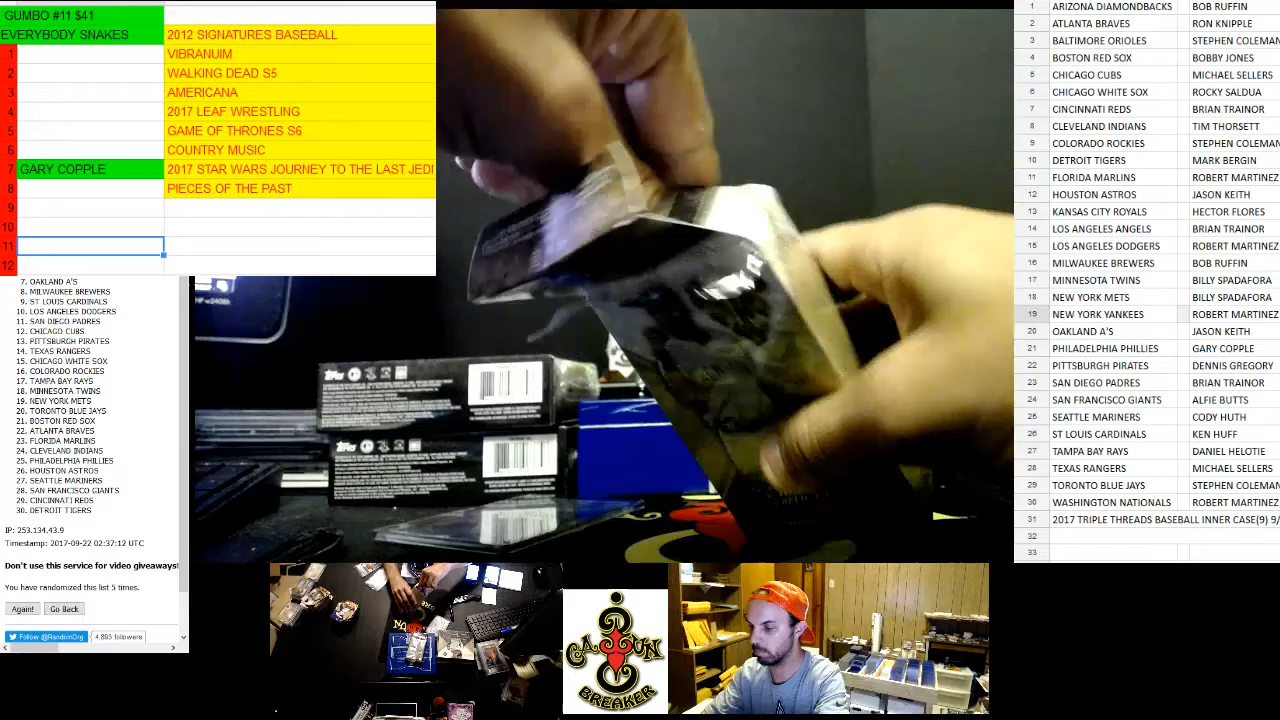 GUMBO #11 $41
EVERYBODY SNAKES 2012 SIGNATURES BASEBALL
1 VIBRANUIM
2 WALKING DEAD S5
3 AMERICANA
4 2017 LEAF WRESTLING
5 GAME OF THRONES S6
6 COUNTRY MUSIC
7 GARY COPPLE 2017 STAR WARS JOURNEY TO THE LAST JEDI
8 PIECES OF THE PAST
9
10
11
12
7. OAKLAND A'S
8. MILWAUKEE BREWERS
9. ST LOUIS CARDINALS
10. LOS ANGELES DODGERS
11. SAN DIEGO PADRES
12. CHICAGO CUBS
13. PITTSBURGH PIRATES
14. TEXAS RANGERS
15. CHICAGO WHITE SOX
16. COLORADO ROCKIES
17. TAMPA BAY RAYS
18. MINNESOTA TWINS
19. NEW YORK METS
20. TORONTO BLUE JAYS
21. BOSTON RED SOX
22. ATLANTA BRAVES
23. FLORIDA MARLINS
24. CLEVELAND INDIANS
25. PHILADELPHIA PHILLIES
26. HOUSTON ASTROS
27. SEATTLE MARINERS
28. SAN FRANCISCO GIANTS
29. CINCINNATI REDS
30. DETROIT TIGERS
IP: 253.134.43.9
Timestamp: 2017-09-22 02:37:12 UTC
Don't use this service for video giveaways!
You have randomized this list 5 times.
Again! Go Back
Follow @RandomOrg 4,893 followers
Topps
Topps
CAJUN
BREAKER
1 ARIZONA DIAMONDBACKS BOB RUFFIN
2 ATLANTA BRAVES RON KNIPPLE
3 BALTIMORE ORIOLES STEPHEN COLEMAN
4 BOSTON RED SOX BOBBY JONES
5 CHICAGO CUBS MICHAEL SELLERS
6 CHICAGO WHITE SOX ROCKY SALDUA
7 CINCINNATI REDS BRIAN TRAINOR
8 CLEVELAND INDIANS TIM THORSETT
9 COLORADO ROCKIES STEPHEN COLEMAN
10 DETROIT TIGERS MARK BERGIN
11 FLORIDA MARLINS ROBERT MARTINEZ
12 HOUSTON ASTROS JASON KEITH
13 KANSAS CITY ROYALS HECTOR FLORES
14 LOS ANGELES ANGELS BRIAN TRAINOR
15 LOS ANGELES DODGERS ROBERT MARTINEZ
16 MILWAUKEE BREWERS BOB RUFFIN
17 MINNESOTA TWINS BILLY SPADAFORA
18 NEW YORK METS BILLY SPADAFORA
19 NEW YORK YANKEES ROBERT MARTINEZ
20 OAKLAND A'S JASON KEITH
21 PHILADELPHIA PHILLIES GARY COPPLE
22 PITTSBURGH PIRATES DENNIS GREGORY
23 SAN DIEGO PADRES BRIAN TRAINOR
24 SAN FRANCISCO GIANTS ALFIE BUTTS
25 SEATTLE MARINERS CODY HUTH
26 ST LOUIS CARDINALS KEN HUFF
27 TAMPA BAY RAYS DANIEL HELOTIE
28 TEXAS RANGERS MICHAEL SELLERS
29 TORONTO BLUE JAYS STEPHEN COLEMAN
30 WASHINGTON NATIONALS ROBERT MARTINEZ
31 2017 TRIPLE THREADS BASEBALL INNER CASE(9) 9/
32
33